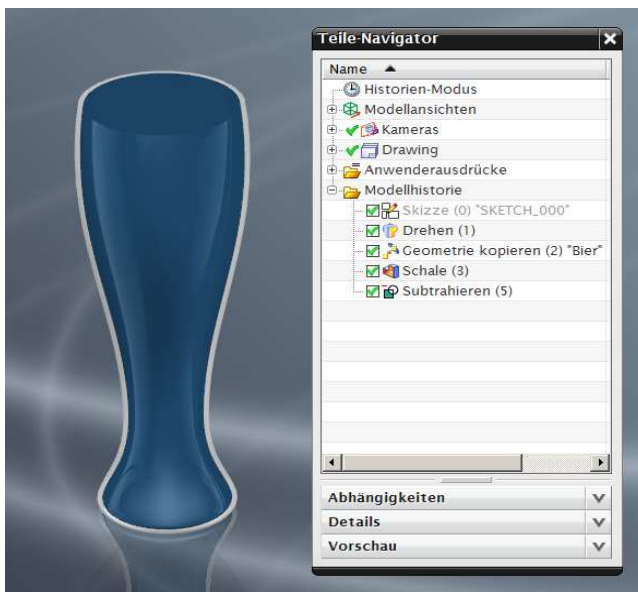 Teile-Navigator
Name
Historien-Modus
Modellansichten
Kameras
Drawing
Anwenderausdrücke
Modellhistorie
Skizze (0) "SKETCH_000"
Drehen (1)
Geometrie kopieren (2) "Bier"
Schale (3)
Subtrahieren (5)
Abhängigkeiten
Details
Vorschau